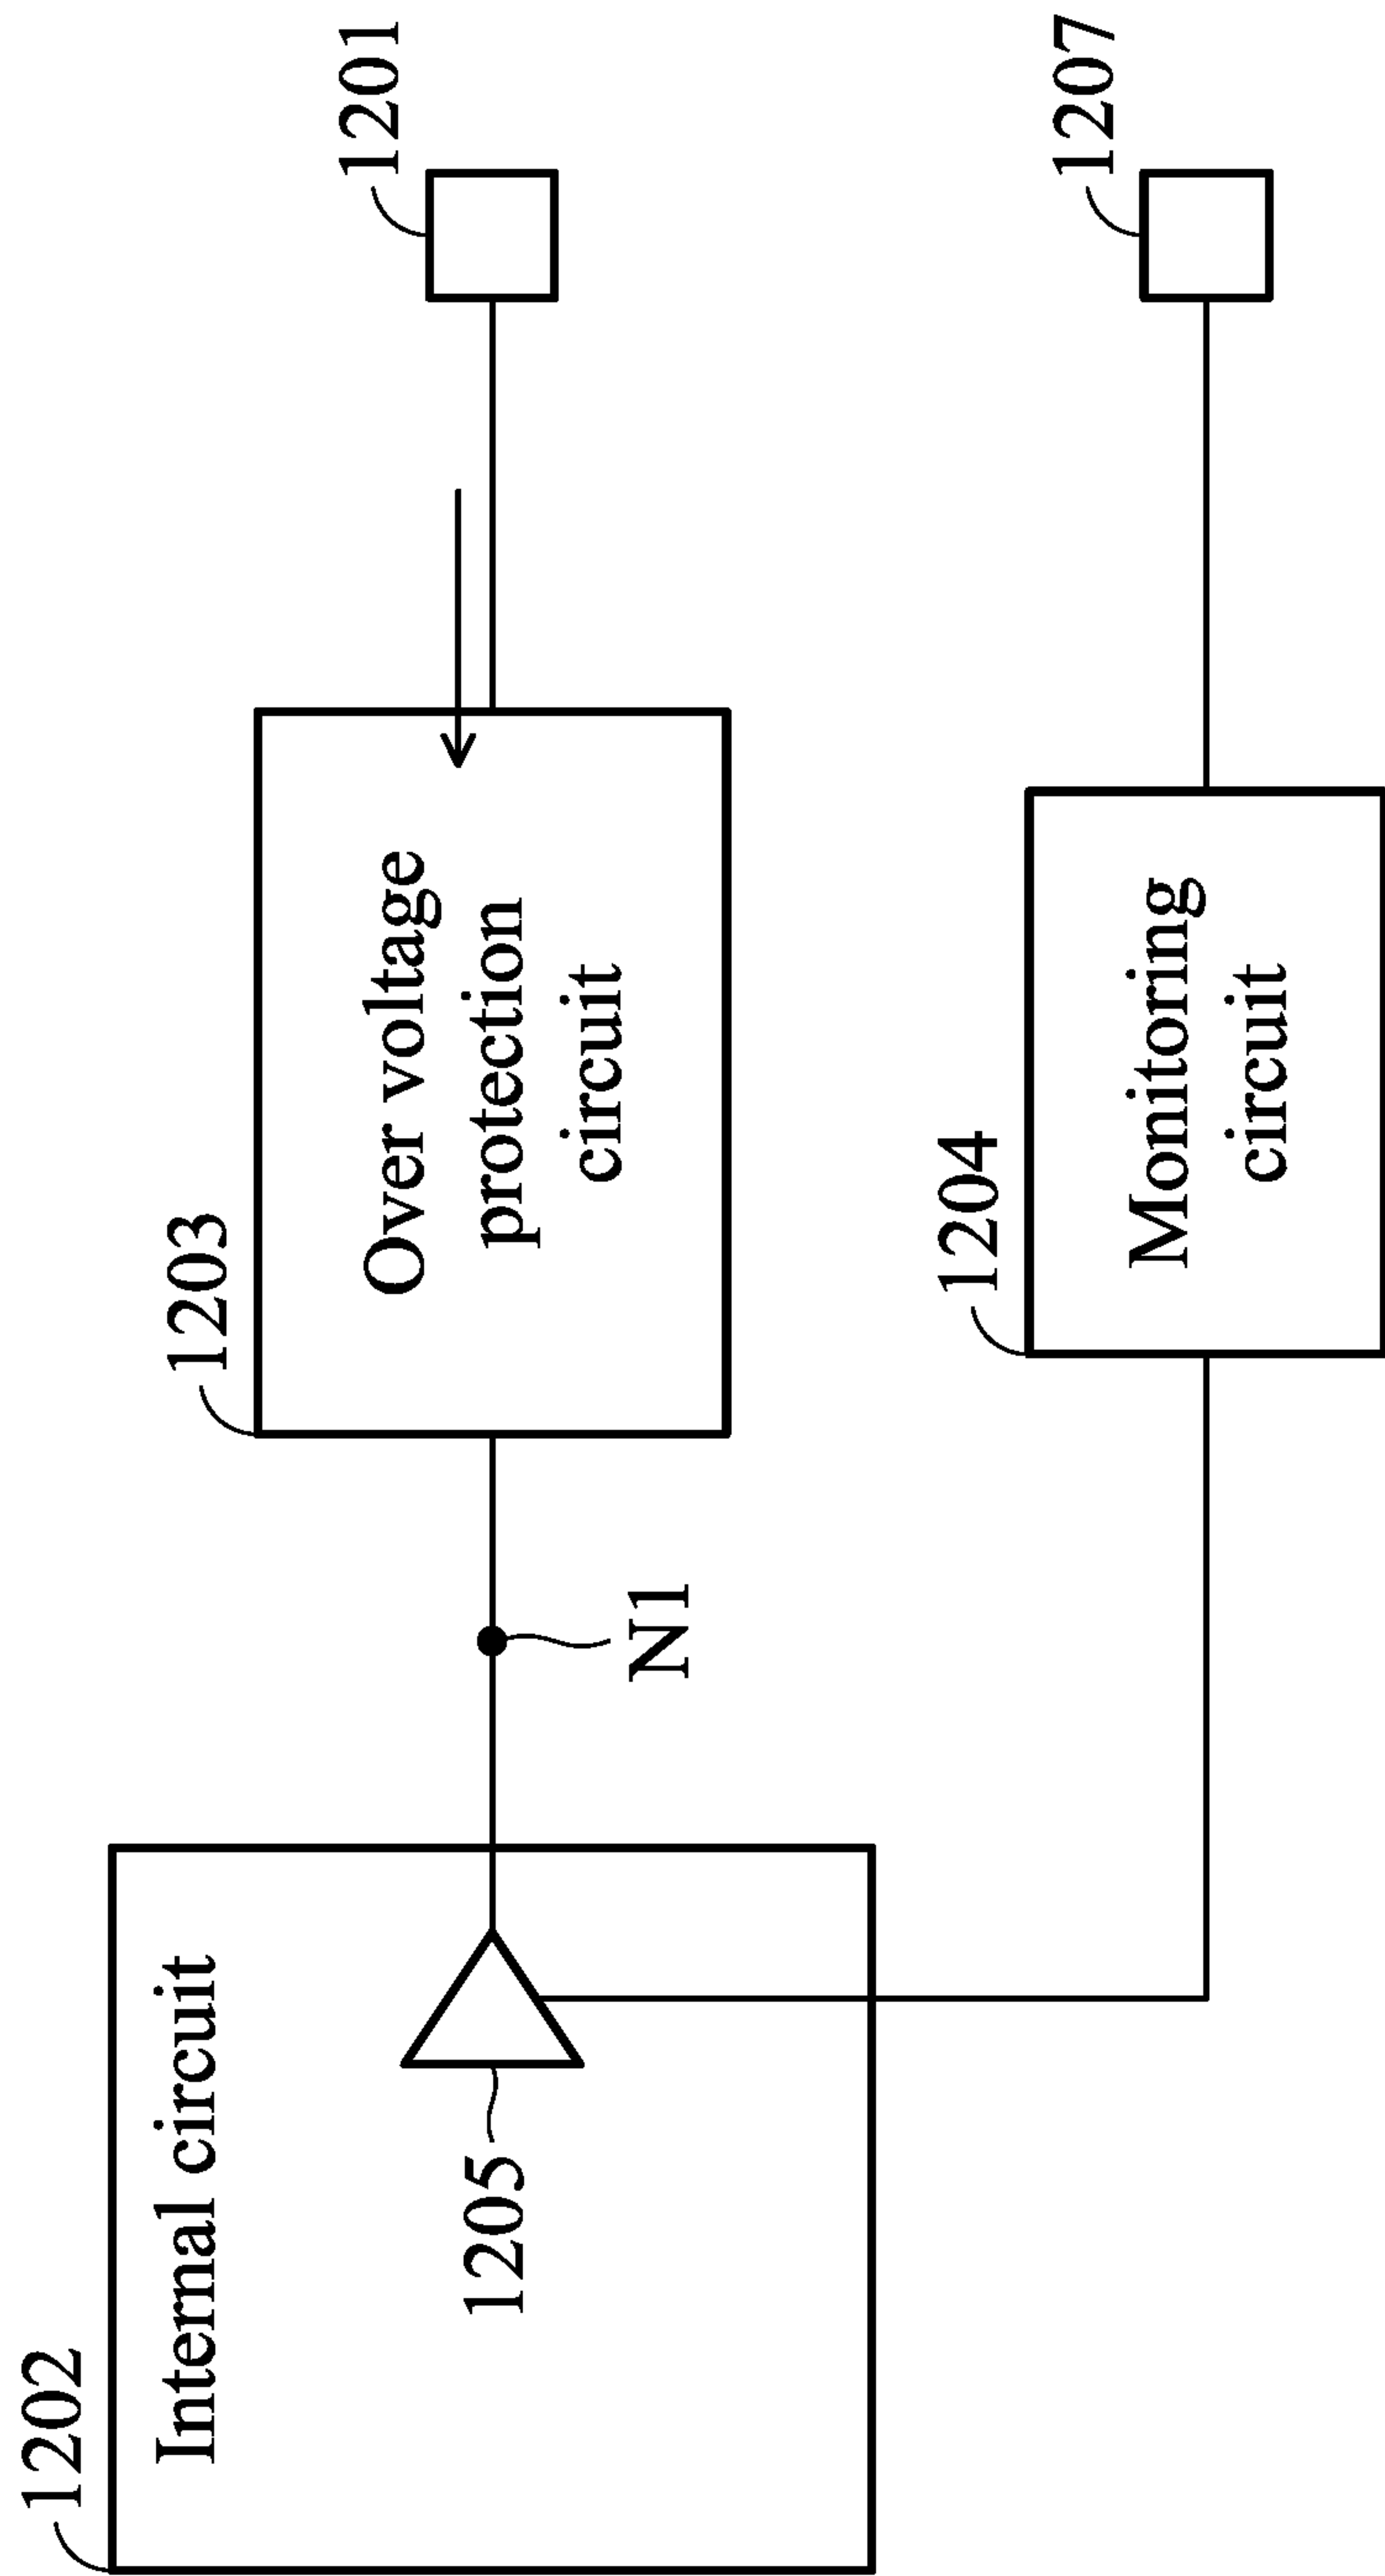 1202
Internal circuit
1205
N1
1203
Over voltage
protection
circuit
1201
1204
Monitoring
circuit
1207